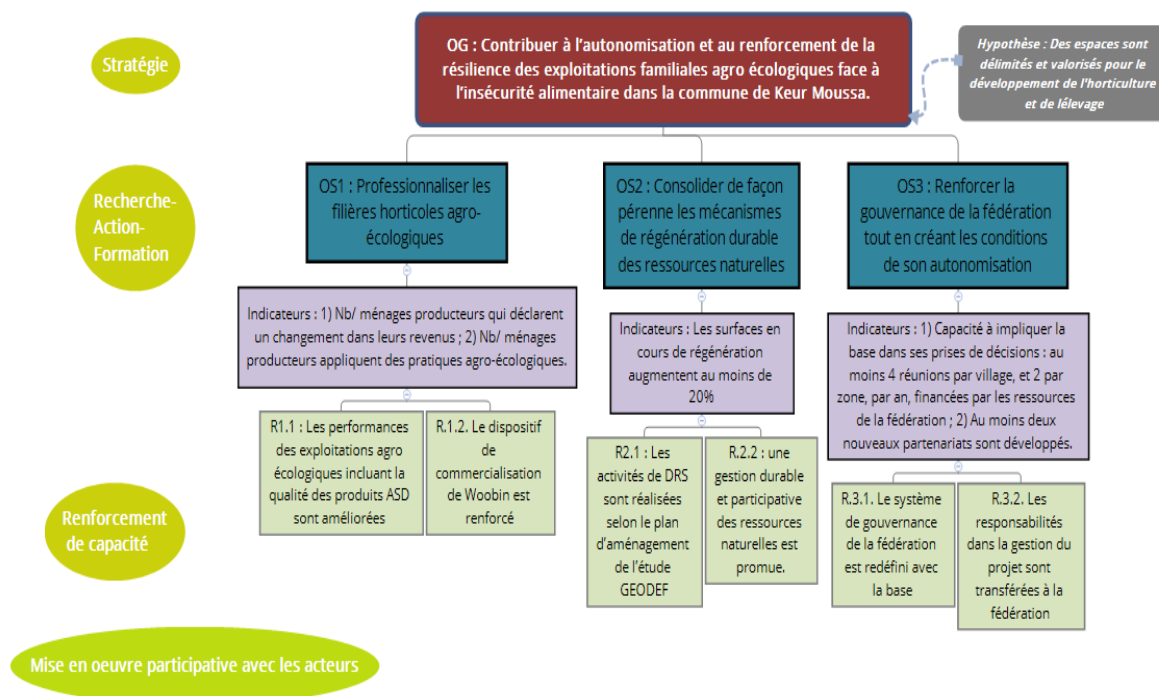 Stratégie
OG : Contribuer à l'autonomisation et au renforcement de la
résilience des exploitations familiales agro écologiques face à
l'insécurité alimentaire dans la commune de Keur Moussa.
Hypothèse : Des espaces sont
délimités et valorisés pour le
développement de l'horticulture
et de lélevage
Recherche-
Action-
Formation
OS1 : Professionnaliser les
filières horticoles agro-
écologiques
OS2 : Consolider de façon
pérenne les mécanismes
de régénération durable
des ressources naturelles
OS3 : Renforcer la
gouvernance de la fédération
tout en créant les conditions
de son autonomisation
Indicateurs : 1) Nb/ ménages producteurs qui déclarent
un changement dans leurs revenus ; 2) Nb/ ménages
producteurs appliquent des pratiques agro-écologiques.
Indicateurs : Les surfaces en
cours de régénération
augmentent au moins de
20%
Indicateurs : 1) Capacité à impliquer la
base dans ses prises de décisions : au
moins 4 réunions par village, et 2 par
zone, par an, financées par les ressources
de la fédération ; 2) Au moins deux
nouveaux partenariats sont développés.
Renforcement
de capacité
R1.1 : Les performances
des exploitations agro
écologiques incluant la
qualité des produits ASD
sont améliorées
R.1.2. Le dispositif
de
commercialisation
de Woobin est
renforcé
R2.1 : Les
activités de DRS
sont réalisées
selon le plan
d'aménagement
de l'étude
GEODEF
R.2.2 : une
gestion durable
et participative
des ressources
naturelles est
promue.
R.3.1. Le système
de gouvernance
de la fédération
est redéfini avec
la base
R.3.2. Les
responsabilités
dans la gestion du
projet sont
transférées à la
fédération
Mise en oeuvre participative avec les acteurs